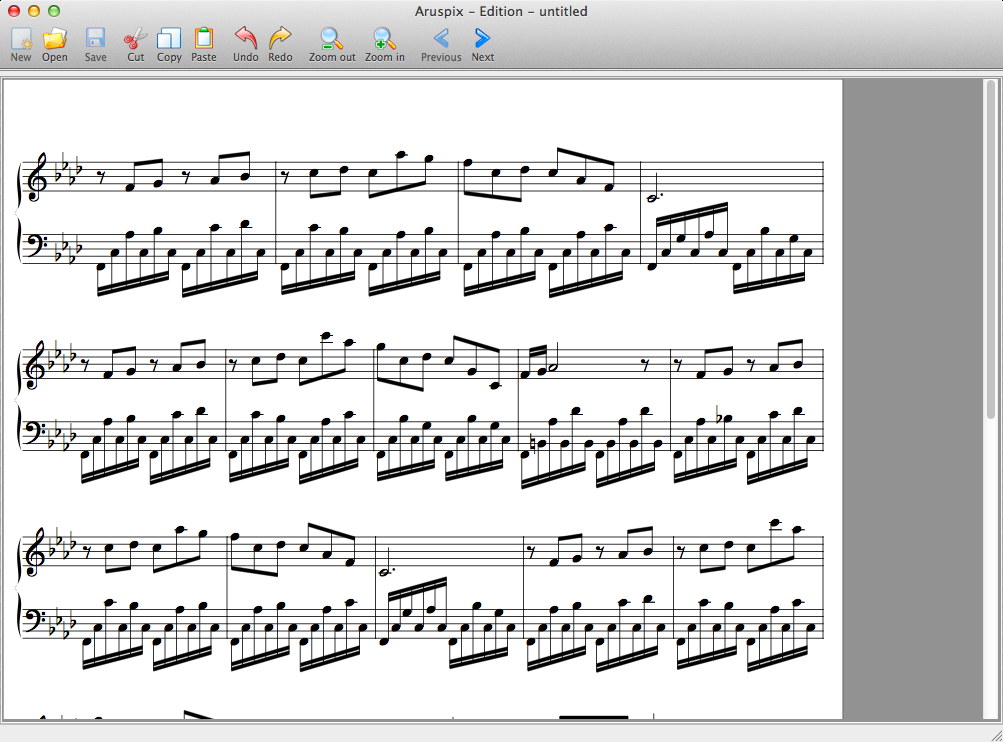 Aruspix – Edition – untitled
New Open Save Cut Copy Paste Undo Redo Zoom out Zoom in Previous Next